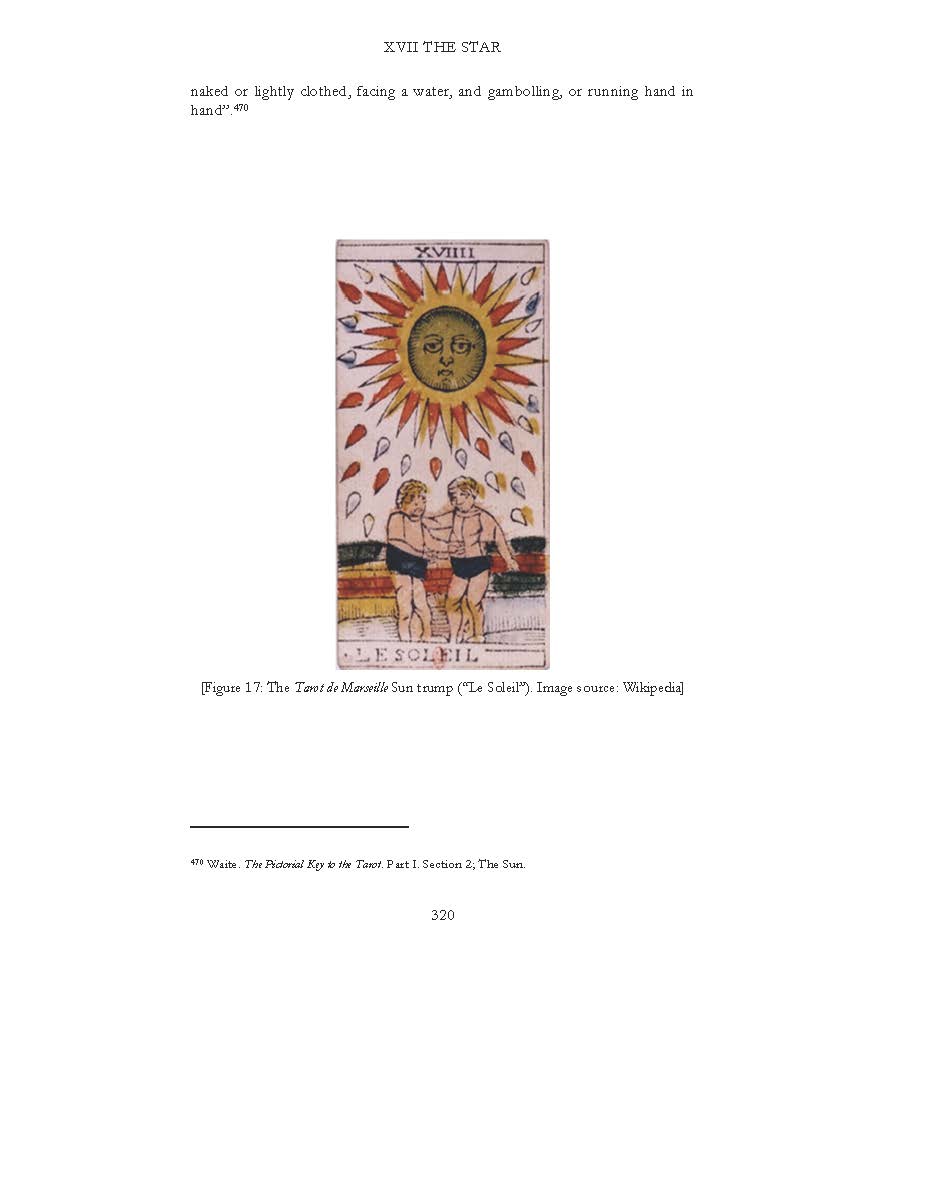 XVII THE STAR
naked or lightly clothed, facing a water, and gambolling, or running hand in
hand”.470
XVIIII
LE SOLEIL
[Figure 17: The Tarot de Marseille Sun trump (“Le Soleil”). Image source: Wikipedia]
470 Waite. The Pictorial Key to the Tarot. Part I. Section 2; The Sun.
320